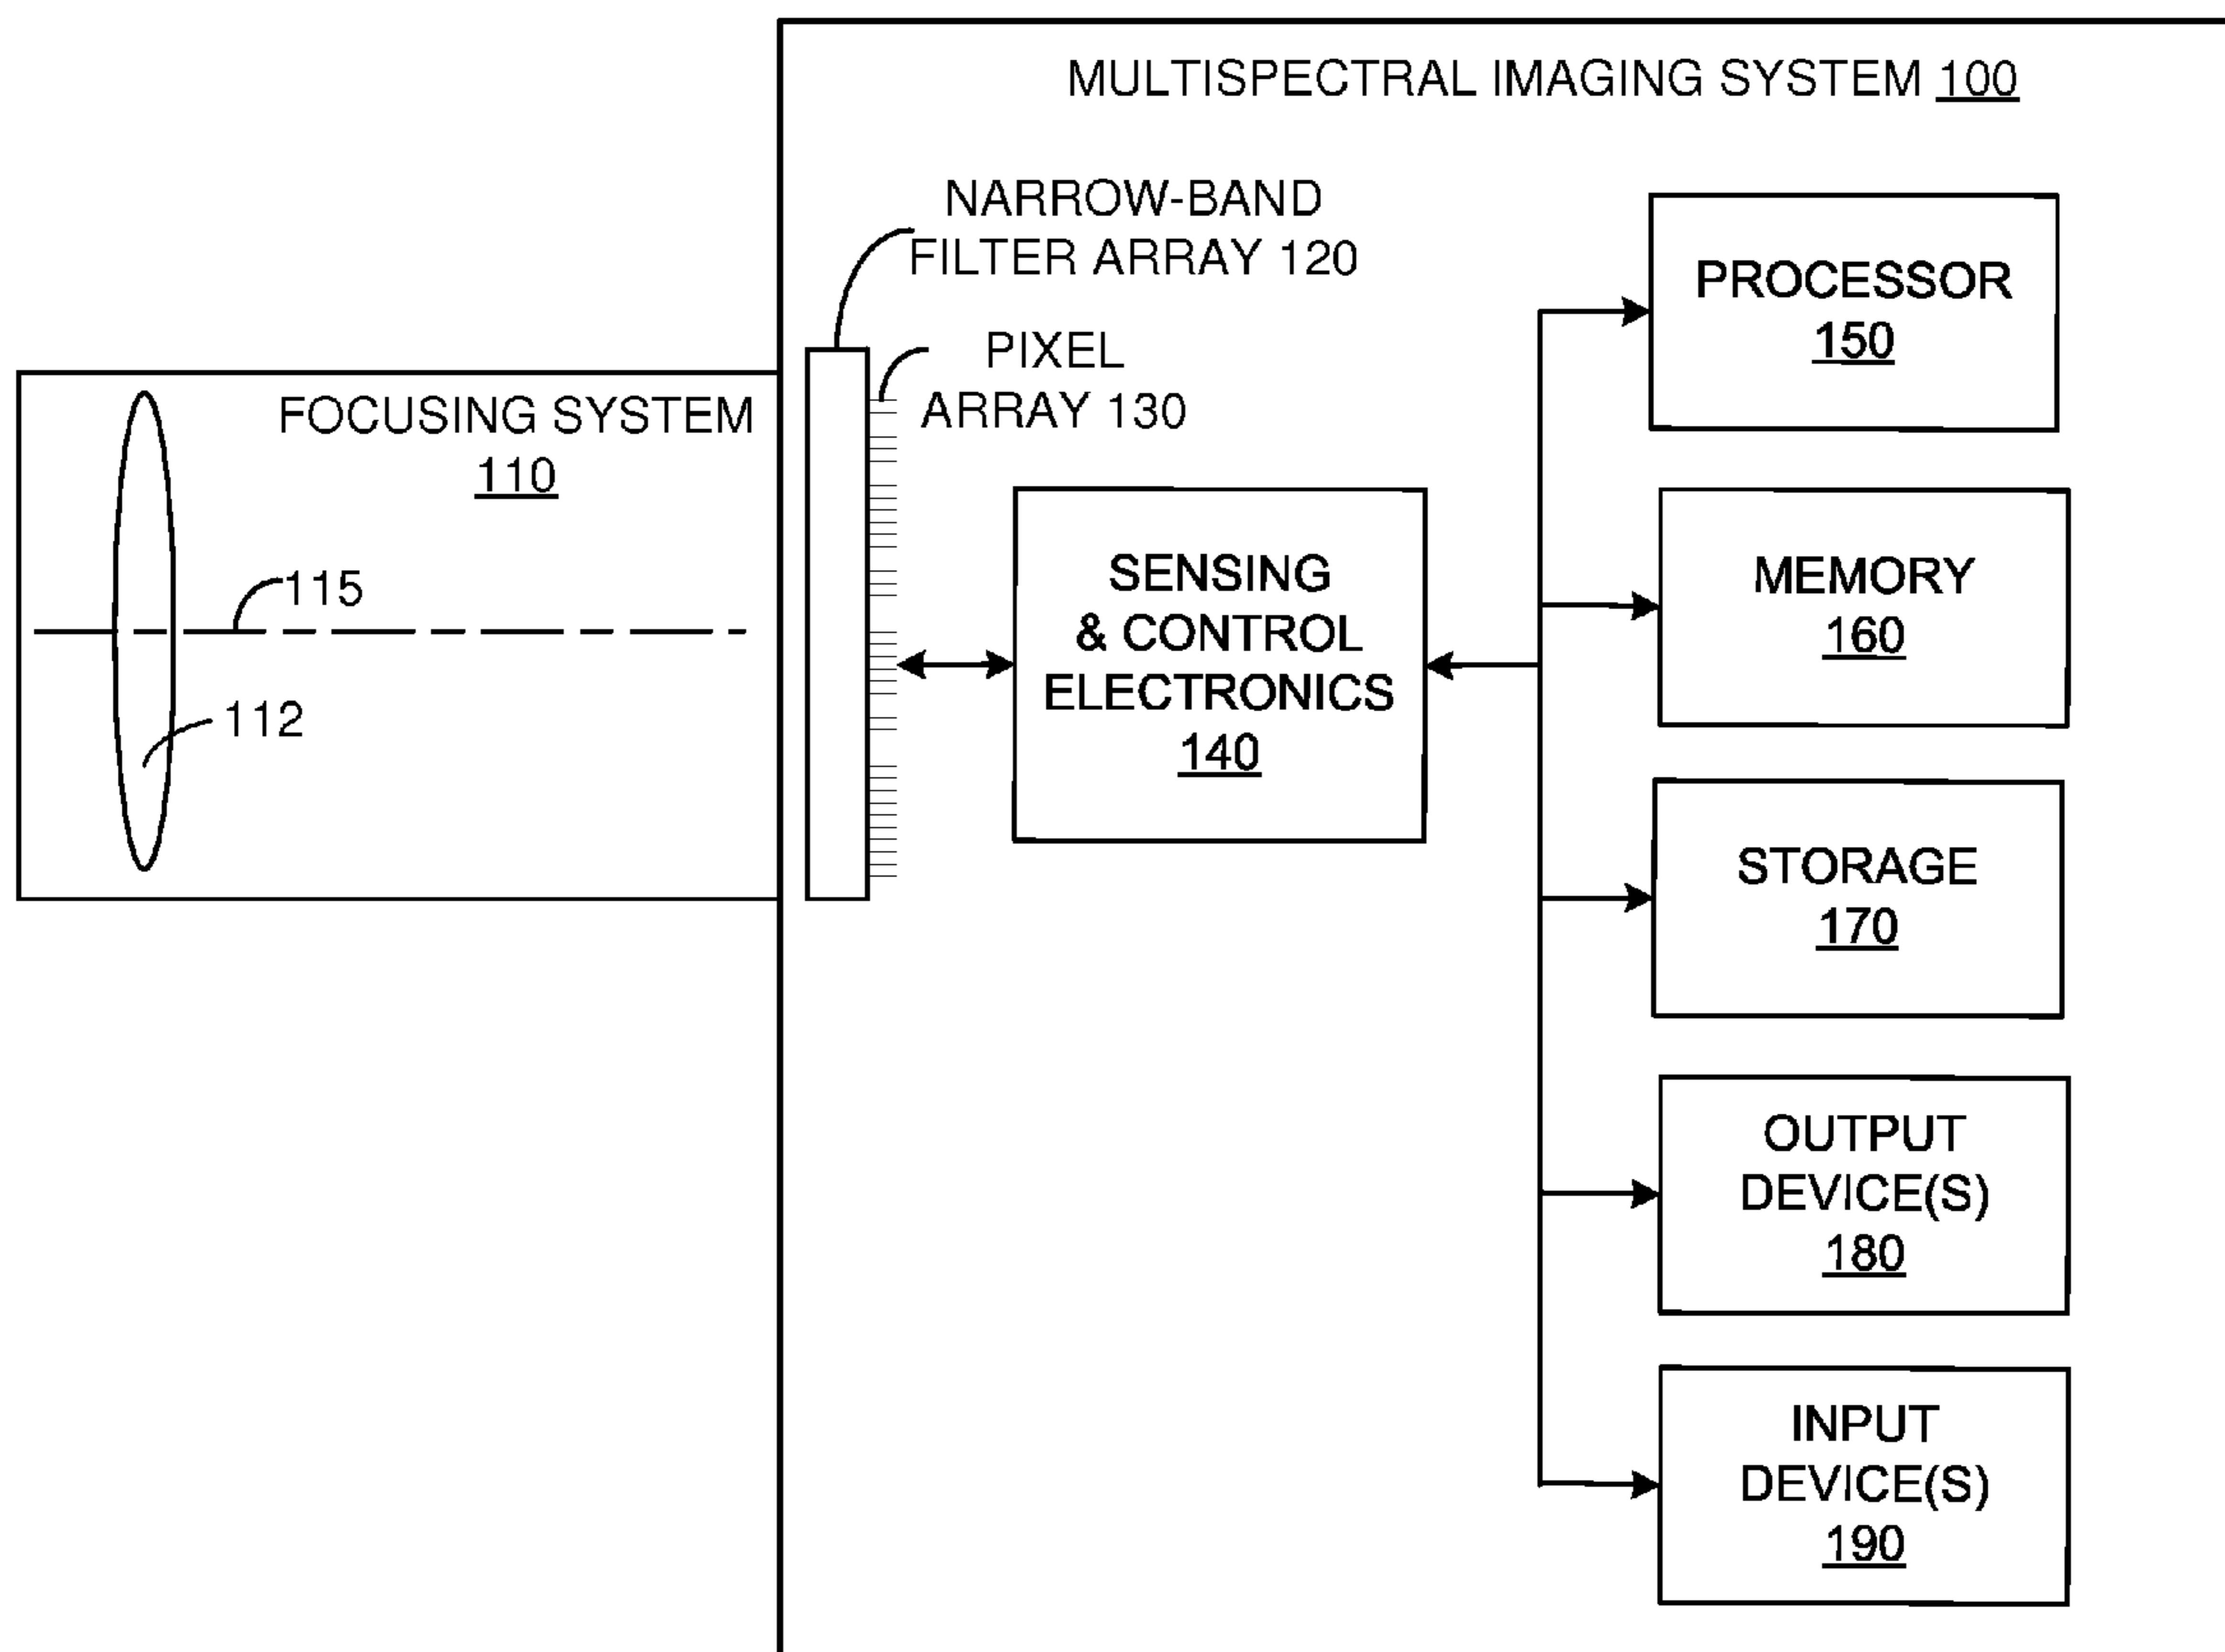 MULTISPECTRAL IMAGING SYSTEM 100
NARROW-BAND
FILTER ARRAY 120
PIXEL
ARRAY 130
FOCUSING SYSTEM
110
115
112
SENSING
& CONTROL
ELECTRONICS
140
PROCESSOR
150
MEMORY
160
STORAGE
170
OUTPUT
DEVICE(S)
180
INPUT
DEVICE(S)
190